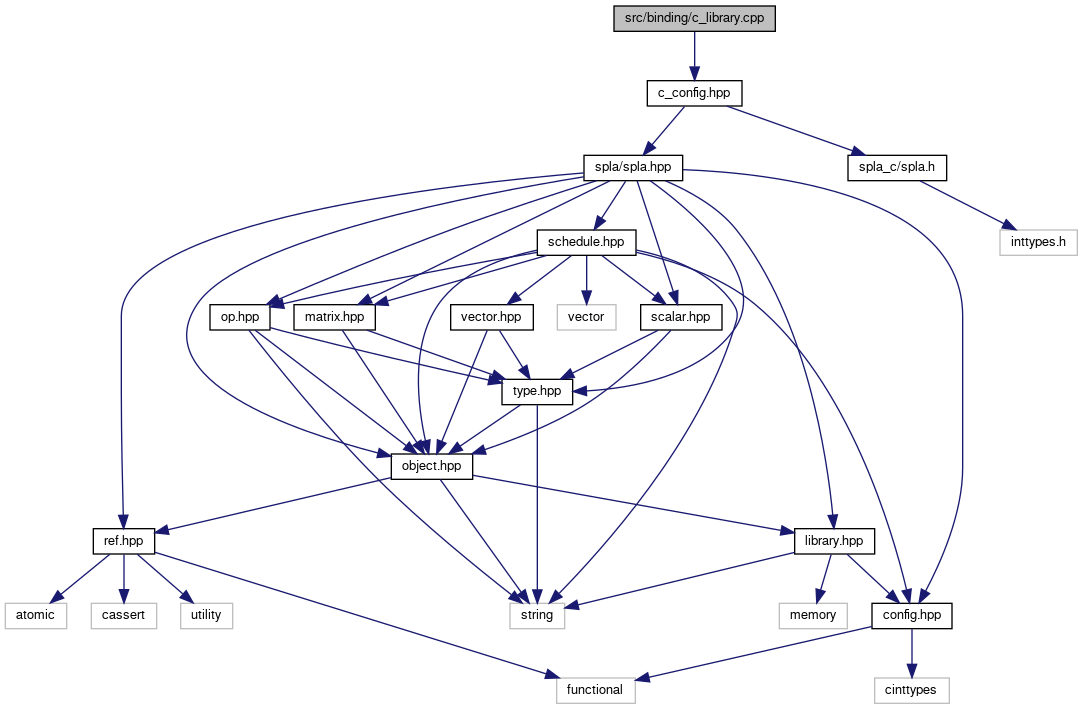 src/binding/c_library.cpp
c_config.hpp
spla/spla.hpp
spla_c/spla.h
schedule.hpp
inttypes.h
op.hpp
matrix.hpp
vector.hpp
vector
scalar.hpp
type.hpp
object.hpp
ref.hpp
library.hpp
atomic
cassert
utility
string
memory
config.hpp
functional
cinttypes